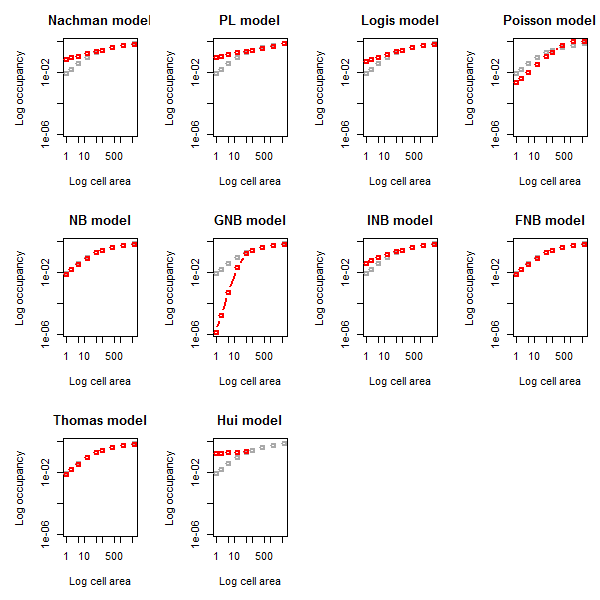 Nachman model
PL model
Logis model
Poisson model
Log occupancy
1e-06 1e-02
1 10 500
Log cell area
Log occupancy
1e-06 1e-02
1 10 500
Log cell area
Log occupancy
1e-06 1e-02
1 10 500
Log cell area
Log occupancy
1e-06 1e-02
1 10 500
Log cell area
NB model
GNB model
INB model
FNB model
Log occupancy
1e-06 1e-02
1 10 500
Log cell area
Log occupancy
1e-06 1e-02
1 10 500
Log cell area
Log occupancy
1e-06 1e-02
1 10 500
Log cell area
Log occupancy
1e-06 1e-02
1 10 500
Log cell area
Thomas model
Hui model
Log occupancy
1e-06 1e-02
1 10 500
Log cell area
Log occupancy
1e-06 1e-02
1 10 500
Log cell area